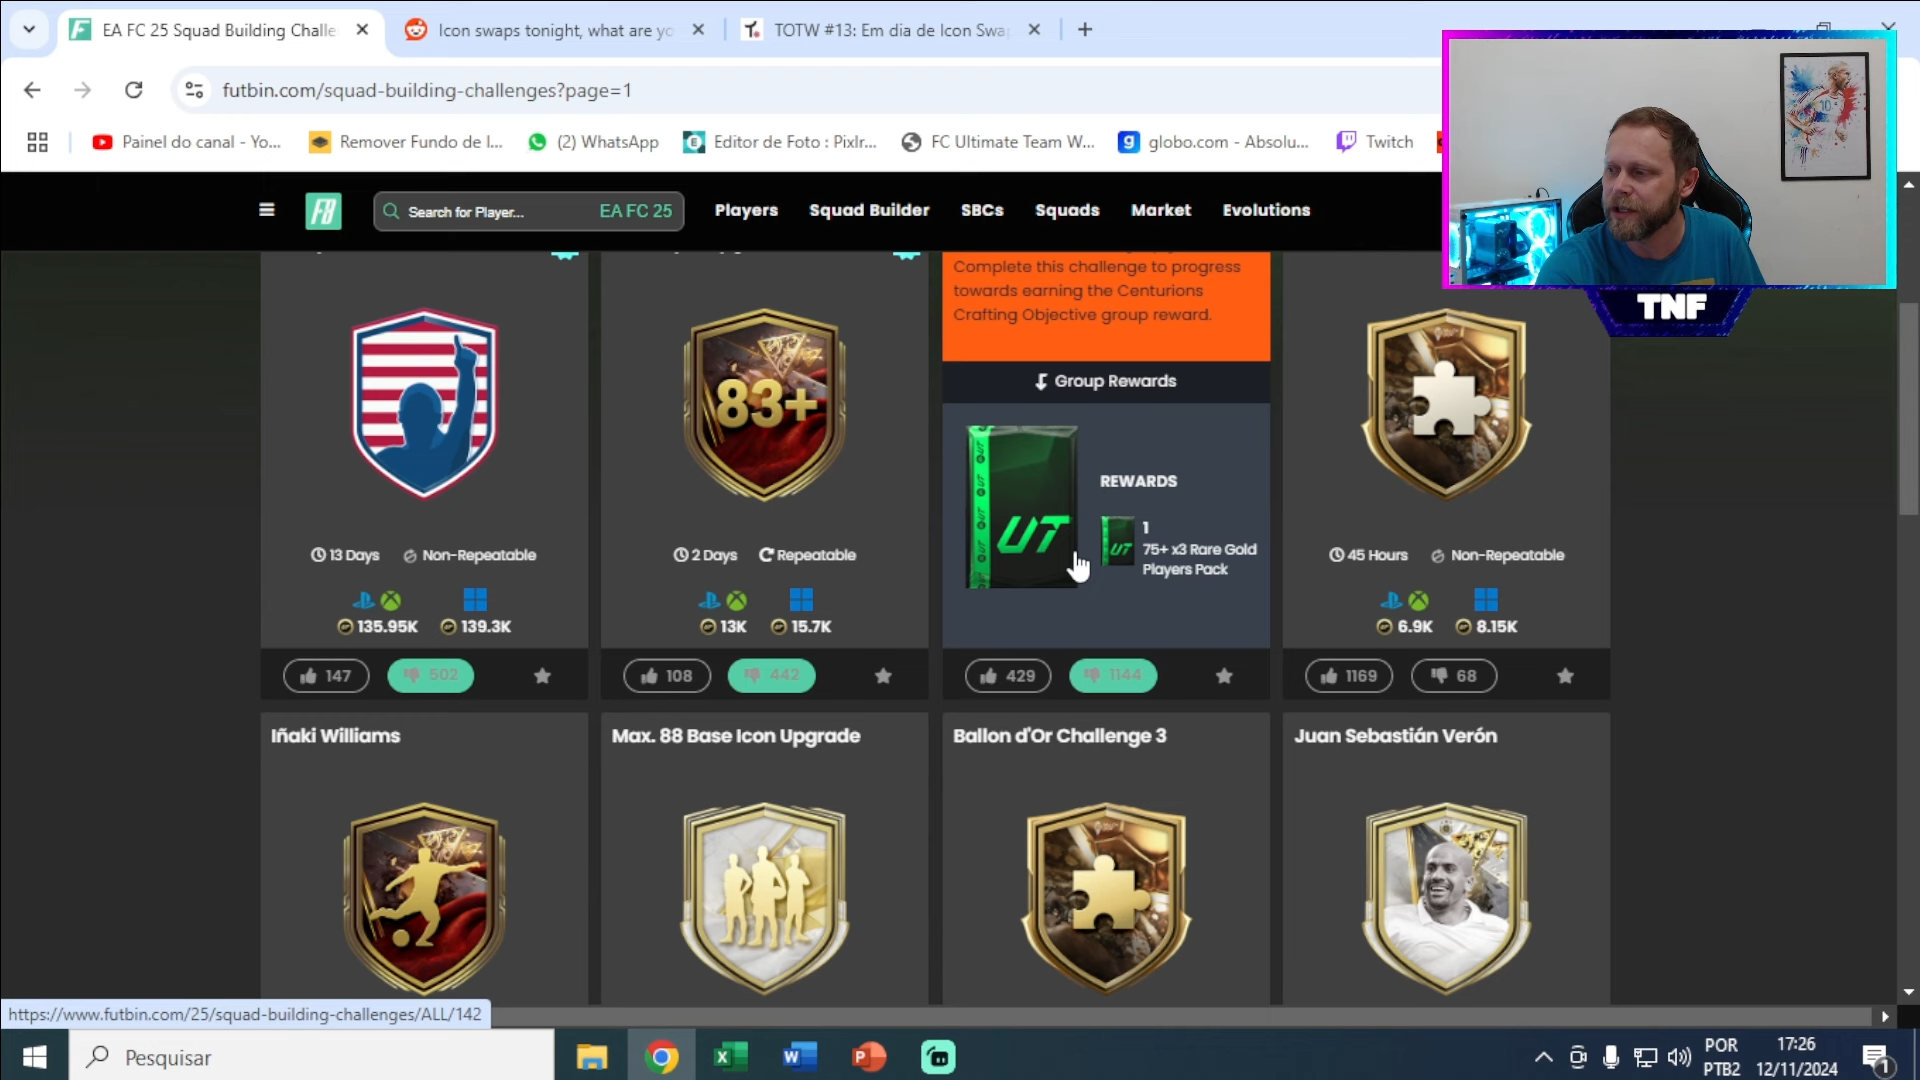 EA FC 25 Squad Building Challe
Icon swaps tonight, what are yo
TOTW #13: Em dia de Icon Swa
futbin.com/squad-building-challenges?page=1
Painel do canal - Yo...
Remover Fundo de I...
(2) WhatsApp
Editor de Foto : Pixlr...
FC Ultimate Team W...
globo.com - Absolu...
Twitch
Search for Player...
EA FC 25
Players
Squad Builder
SBCs
Squads
Market
Evolutions
TNF
Complete this challenge to progress
towards earning the Centurions
Crafting Objective group reward.
Group Rewards
83+
UT
REWARDS
1
75+ x3 Rare Gold
Players Pack
13 Days
Non-Repeatable
2 Days
Repeatable
45 Hours
Non-Repeatable
135.95K
139.3K
13K
15.7K
6.9K
8.15K
147
502
108
442
429
1144
1169
68
Iñaki Williams
Max. 88 Base Icon Upgrade
Ballon d'Or Challenge 3
Juan Sebastián Verón
https://www.futbin.com/25/squad-building-challenges/ALL/142
Pesquisar
POR
PTB2
17:26
12/11/2024
1